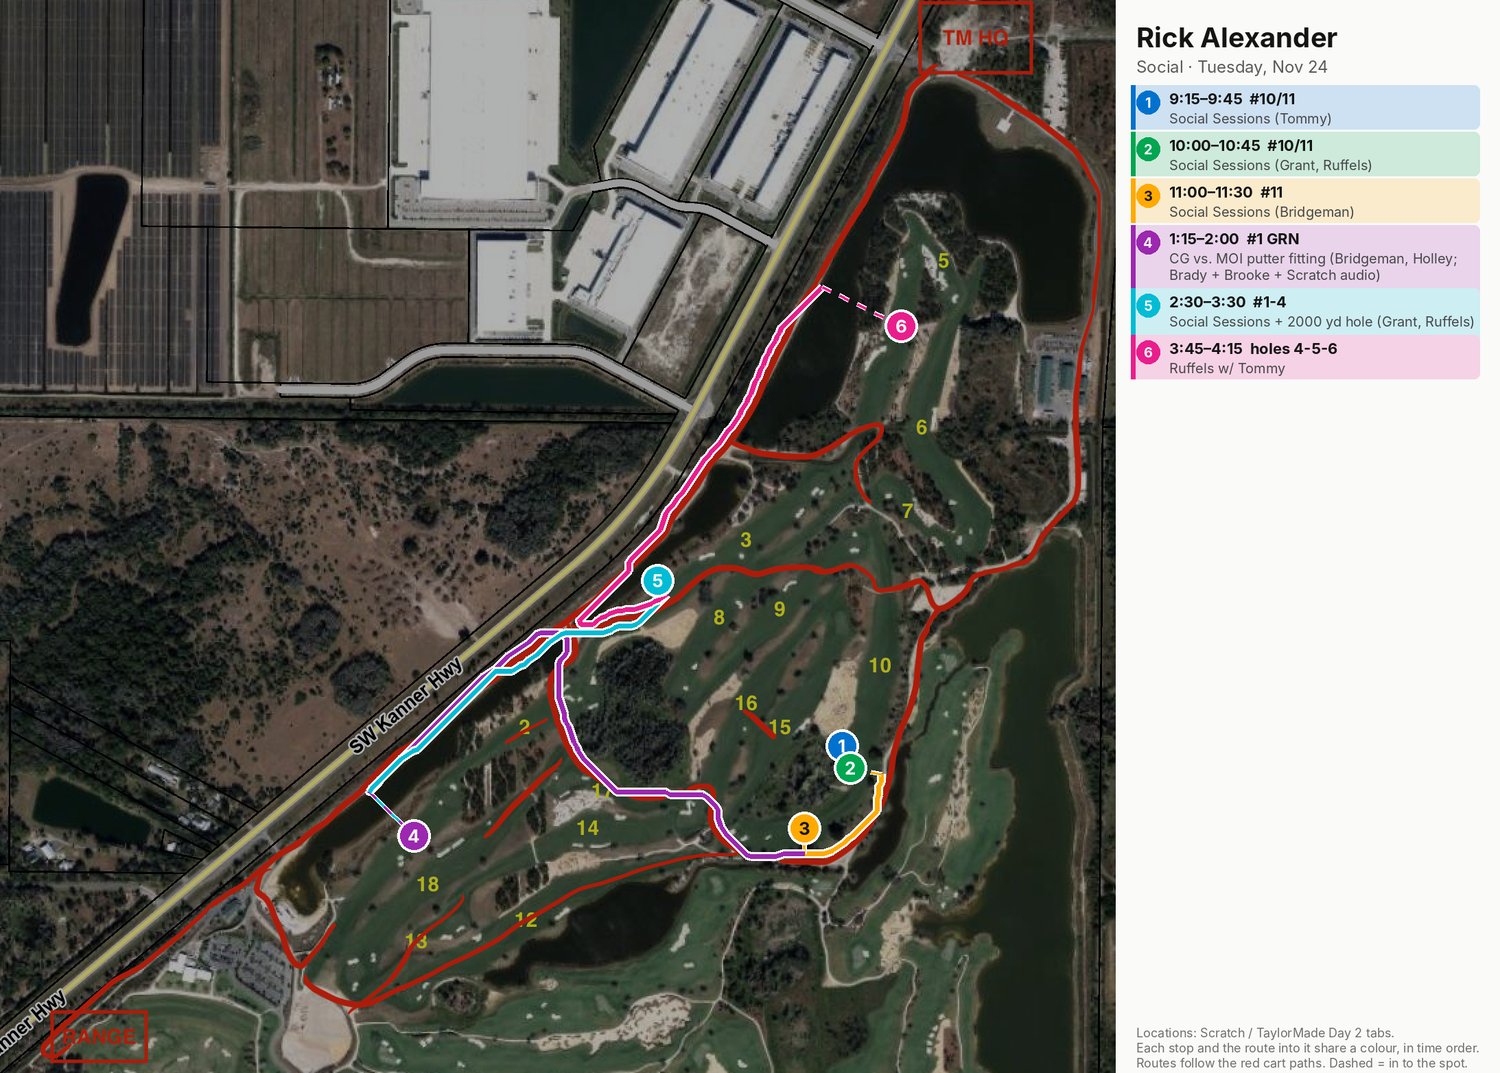 Rick Alexander
Social · Tuesday, Nov 24
1
9:15–9:45 #10/11
Social Sessions (Tommy)
2
10:00–10:45 #10/11
Social Sessions (Grant, Ruffels)
3
11:00–11:30 #11
Social Sessions (Bridgeman)
4
1:15–2:00 #1 GRN
CG vs. MOI putter fitting (Bridgeman, Holley;
Brady + Brooke + Scratch audio)
5
2:30–3:30 #1-4
Social Sessions + 2000 yd hole (Grant, Ruffels)
6
3:45–4:15 holes 4-5-6
Ruffels w/ Tommy
TM HQ
5
6
6
7
3
5
8
9
10
SW Kanner Hwy
16
15
2
1
2
17
14
3
4
18
12
13
nner Hwy
RANGE
Locations: Scratch / TaylorMade Day 2 tabs.
Each stop and the route into it share a colour, in time order.
Routes follow the red cart paths. Dashed = in to the spot.